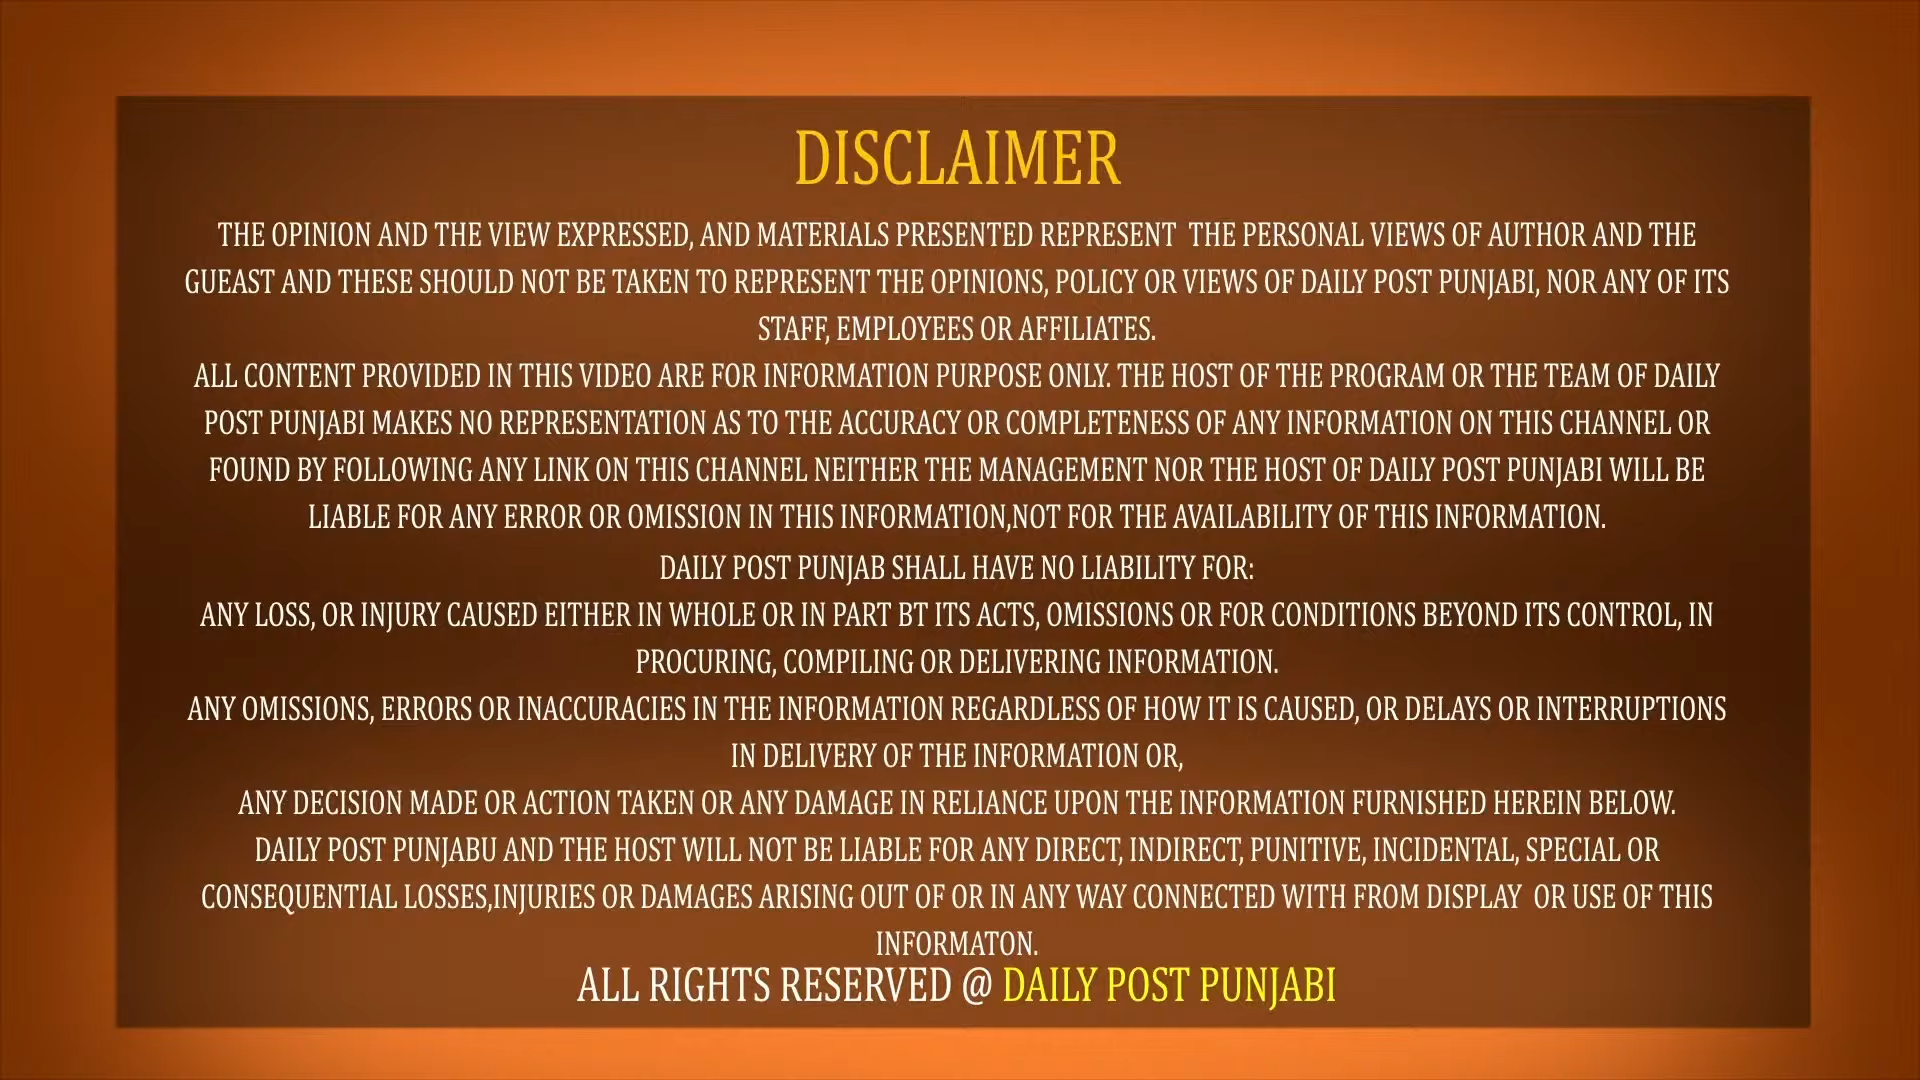 DISCLAIMER
THE OPINION AND THE VIEW EXPRESSED, AND MATERIALS PRESENTED REPRESENT THE PERSONAL VIEWS OF AUTHOR AND THE
GUEAST AND THESE SHOULD NOT BE TAKEN TO REPRESENT THE OPINIONS, POLICY OR VIEWS OF DAILY POST PUNJABI, NOR ANY OF ITS
STAFF, EMPLOYEES OR AFFILIATES.
ALL CONTENT PROVIDED IN THIS VIDEO ARE FOR INFORMATION PURPOSE ONLY. THE HOST OF THE PROGRAM OR THE TEAM OF DAILY
POST PUNJABI MAKES NO REPRESENTATION AS TO THE ACCURACY OR COMPLETENESS OF ANY INFORMATION ON THIS CHANNEL OR
FOUND BY FOLLOWING ANY LINK ON THIS CHANNEL NEITHER THE MANAGEMENT NOR THE HOST OF DAILY POST PUNJABI WILL BE
LIABLE FOR ANY ERROR OR OMISSION IN THIS INFORMATION,NOT FOR THE AVAILABILITY OF THIS INFORMATION.
DAILY POST PUNJAB SHALL HAVE NO LIABILITY FOR:
ANY LOSS, OR INJURY CAUSED EITHER IN WHOLE OR IN PART BT ITS ACTS, OMISSIONS OR FOR CONDITIONS BEYOND ITS CONTROL, IN
PROCURING, COMPILING OR DELIVERING INFORMATION.
ANY OMISSIONS, ERRORS OR INACCURACIES IN THE INFORMATION REGARDLESS OF HOW IT IS CAUSED, OR DELAYS OR INTERRUPTIONS
IN DELIVERY OF THE INFORMATION OR,
ANY DECISION MADE OR ACTION TAKEN OR ANY DAMAGE IN RELIANCE UPON THE INFORMATION FURNISHED HEREIN BELOW.
DAILY POST PUNJABU AND THE HOST WILL NOT BE LIABLE FOR ANY DIRECT, INDIRECT, PUNITIVE, INCIDENTAL, SPECIAL OR
CONSEQUENTIAL LOSSES,INJURIES OR DAMAGES ARISING OUT OF OR IN ANY WAY CONNECTED WITH FROM DISPLAY OR USE OF THIS
INFORMATON.
ALL RIGHTS RESERVED @ DAILY POST PUNJABI